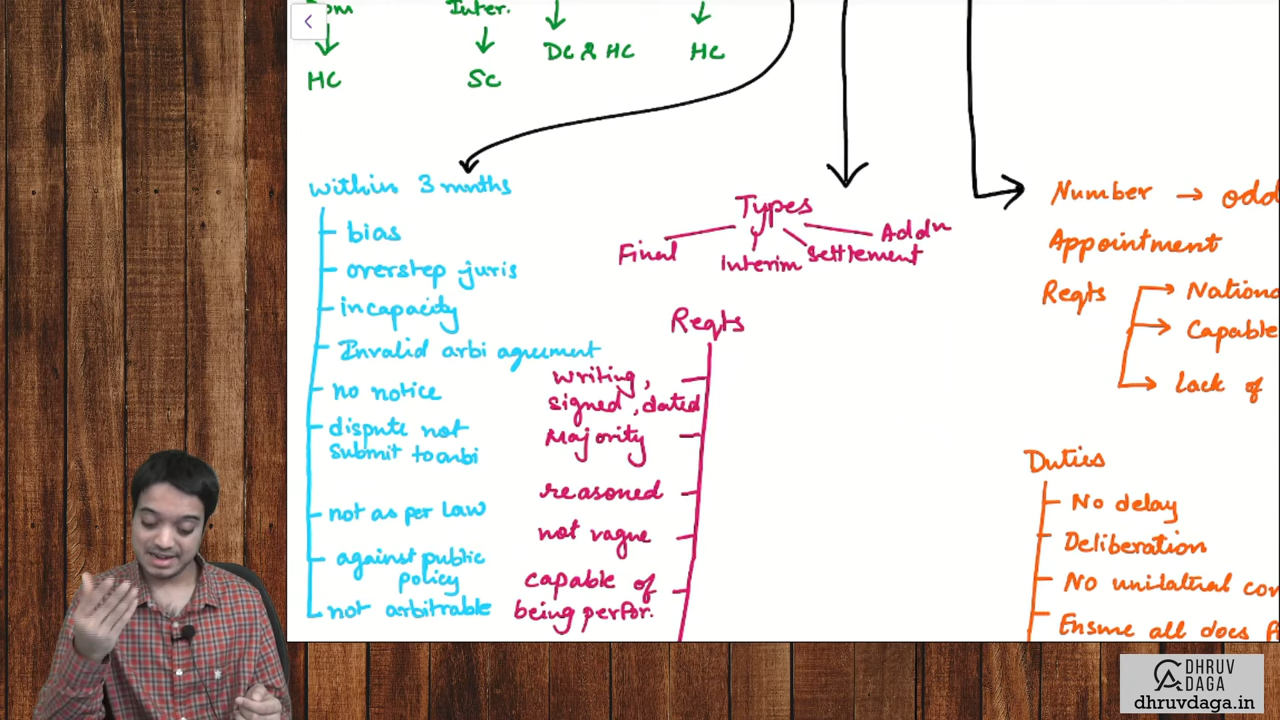 Inter.
HC
SC
DC & HC
HC
within 3 mnths
bias
overstep juris
incapacity
Invalid arbi agreement
no notice
dispute not
submit to arbi
not as per law
against public
policy
not arbitrable
Types
Final
Interim
Settlement
Addn
Reqts
writing,
signed, dated
Majority
reasoned
not vague
capable of
being perfor.
Number → odd
Appointment
Reqts
Nationa
Capable
lack of
Duties
No delay
Deliberation
No unilatral con
Ensure all docs
DHRUV
DAGA
dhruvdaga.in